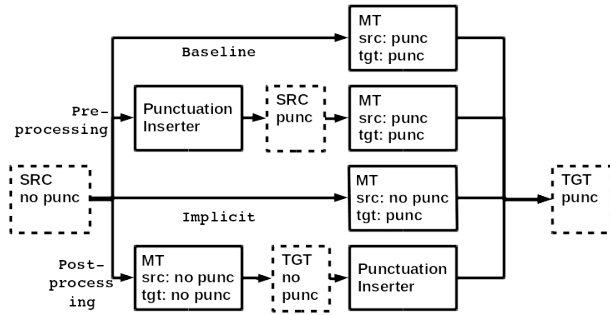 MT
src: punc
tgt: punc
Baseline
Pre-
processing
Punctuation
Inserter
SRC
punc
MT
src: punc
tgt: punc
SRC
no punc
Implicit
MT
src: no punc
tgt: punc
TGT
punc
Post-
process
ing
MT
src: no punc
tgt: no punc
TGT
no
punc
Punctuation
Inserter